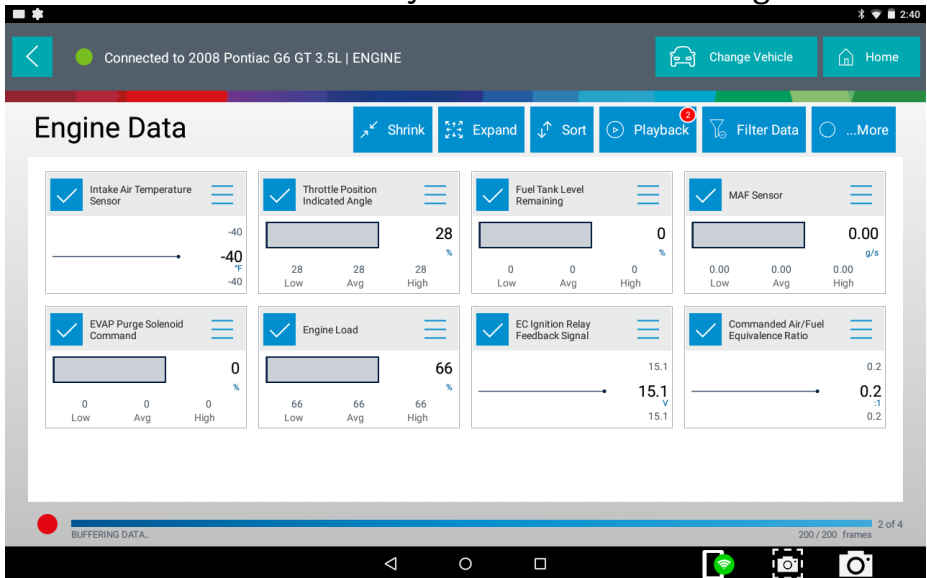 2:40
Connected to 2008 Pontiac G6 GT 3.5L | ENGINE
Change Vehicle
Home
Engine Data
Shrink
Expand
Sort
Playback
2
Filter Data
...More
Intake Air Temperature
Sensor
-40
-40
°F
-40
Throttle Position
Indicated Angle
28
%
28 28 28
Low Avg High
Fuel Tank Level
Remaining
0
%
0 0 0
Low Avg High
MAF Sensor
0.00
g/s
0.00 0.00 0.00
Low Avg High
EVAP Purge Solenoid
Command
0
%
0 0 0
Low Avg High
Engine Load
66
%
66 66 66
Low Avg High
EC Ignition Relay
Feedback Signal
15.1
15.1
V
15.1
Commanded Air/Fuel
Equivalence Ratio
0.2
0.2
:1
0.2
BUFFERING DATA..
2 of 4
200 / 200 frames